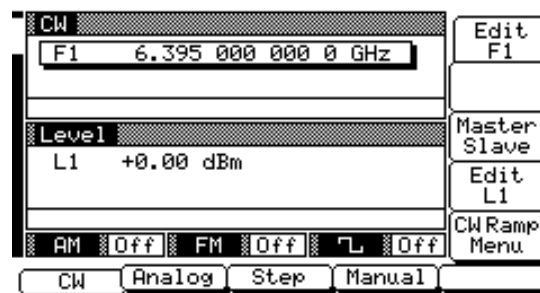 CW
F1 6.395 000 000 0 GHz
Level
L1 +0.00 dBm
AM Off FM Off Off
Edit
F1
Master
Slave
Edit
L1
CW Ramp
Menu
CW Analog Step Manual